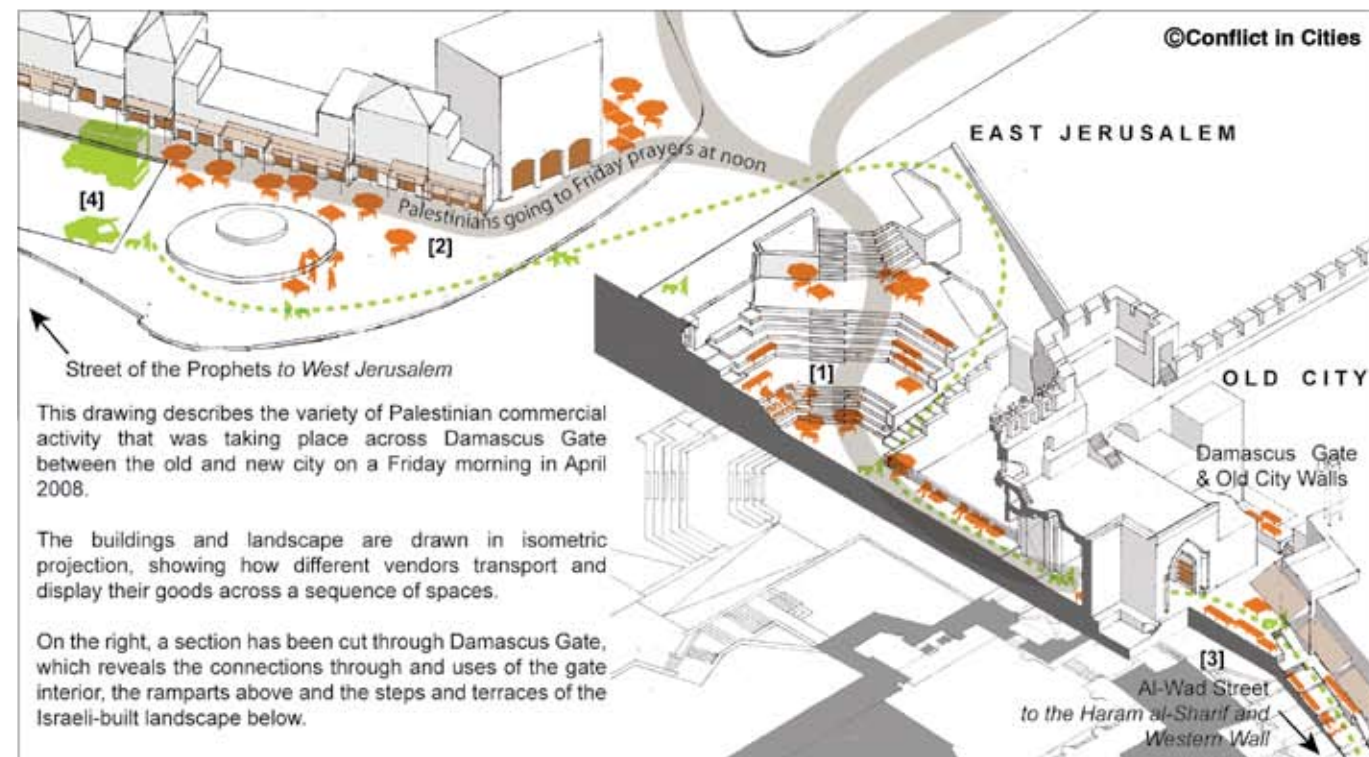 ©Conflict in Cities
EAST JERUSALEM
[4]
Palestinians going to Friday prayers at noon
[2]
Street of the Prophets to West Jerusalem
[1]
OLD CITY
This drawing describes the variety of Palestinian commercial
activity that was taking place across Damascus Gate
between the old and new city on a Friday morning in April
2008.
The buildings and landscape are drawn in isometric
projection, showing how different vendors transport and
display their goods across a sequence of spaces.
On the right, a section has been cut through Damascus Gate,
which reveals the connections through and uses of the gate
interior, the ramparts above and the steps and terraces of the
Israeli-built landscape below.
Damascus Gate
& Old City Walls
[3]
Al-Wad Street
to the Haram al-Sharif and
Western Wall